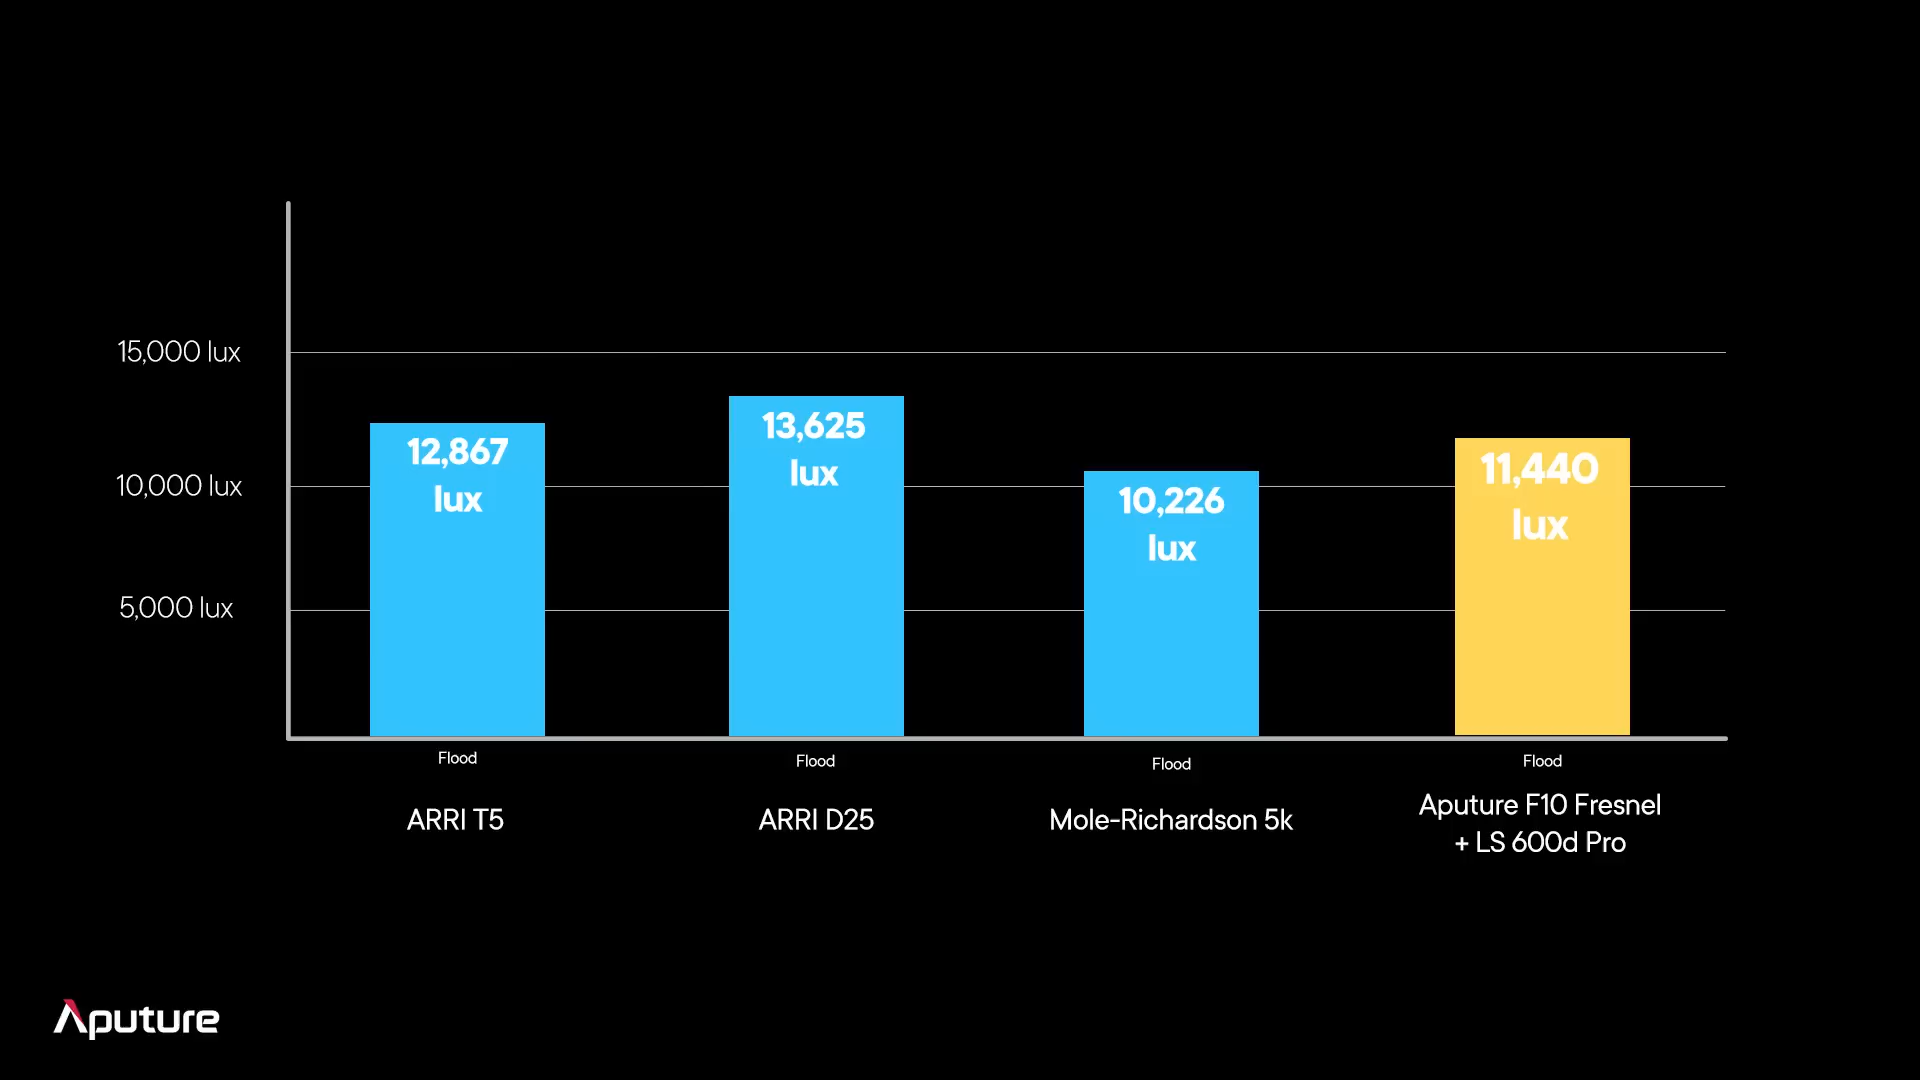 15,000 lux
10,000 lux
5,000 lux
12,867
lux
13,625
lux
10,226
lux
11,440
lux
Flood
Flood
Flood
Flood
ARRI T5
ARRI D25
Mole-Richardson 5k
Aputure F10 Fresnel
+ LS 600d Pro
Aputure